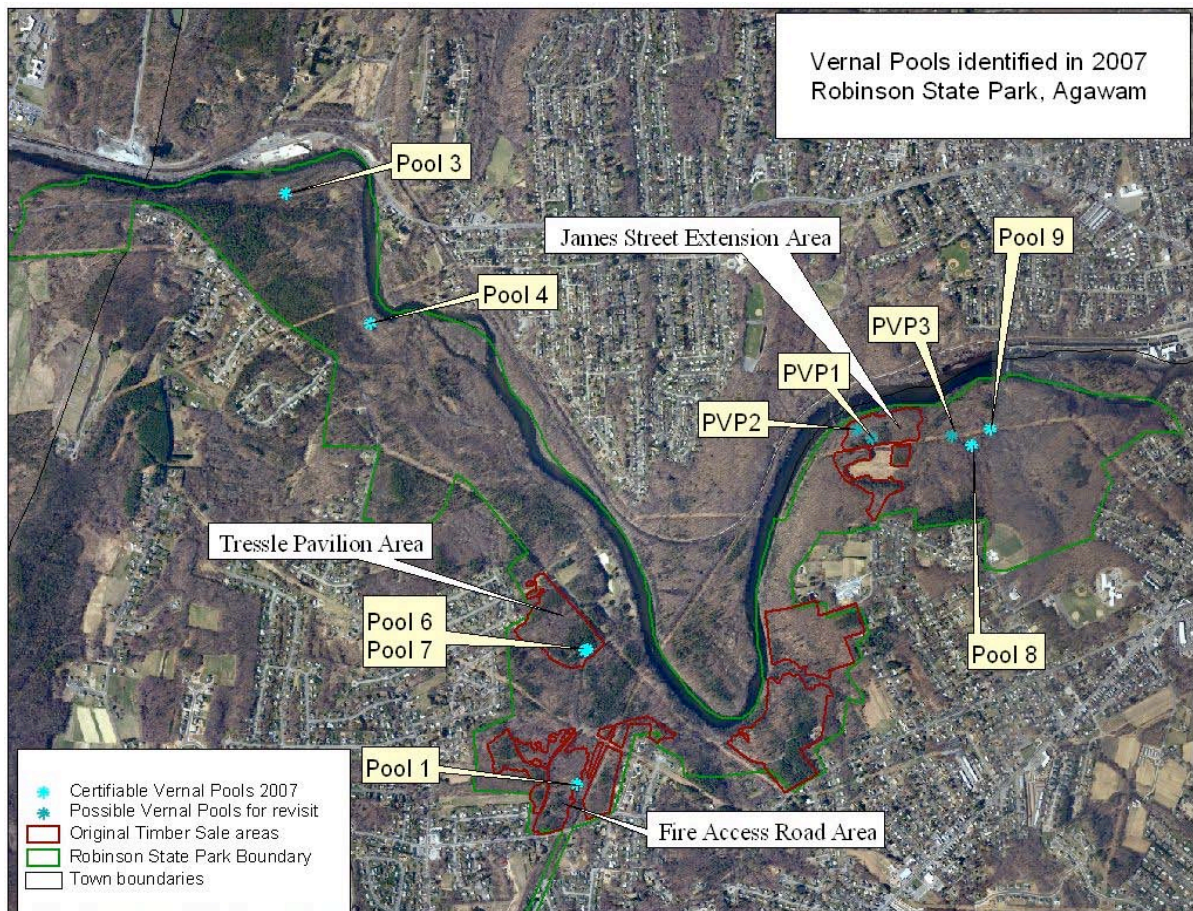 Vernal Pools identified in 2007
Robinson State Park, Agawam
Pool 3
James Street Extension Area
Pool 9
Pool 4
PVP3
PVP1
PVP2
Tressle Pavilion Area
Pool 6
Pool 7
Pool 8
Pool 1
Fire Access Road Area
Certifiable Vernal Pools 2007
Possible Vernal Pools for revisit
Original Timber Sale areas
Robinson State Park Boundary
Town boundaries